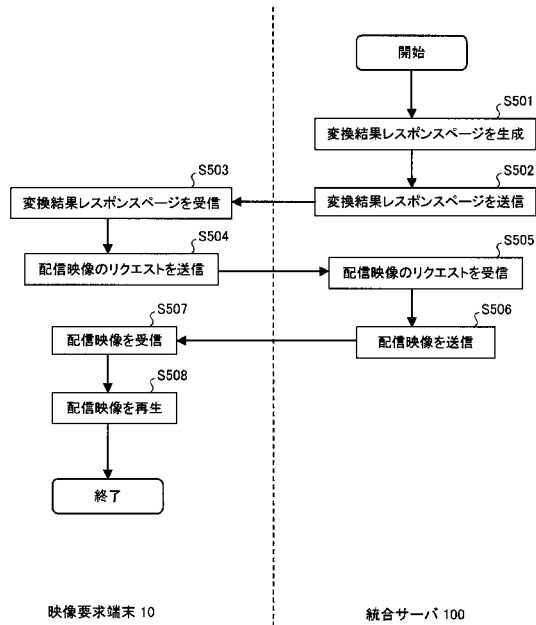 開始
S501
変換結果レスポンスページを生成
S502
変換結果レスポンスページを送信
S503
変換結果レスポンスページを受信
S504
配信映像のリクエストを送信
S505
配信映像のリクエストを受信
S506
配信映像を送信
S507
配信映像を受信
S508
配信映像を再生
終了
映像要求端末 10
統合サーバ 100